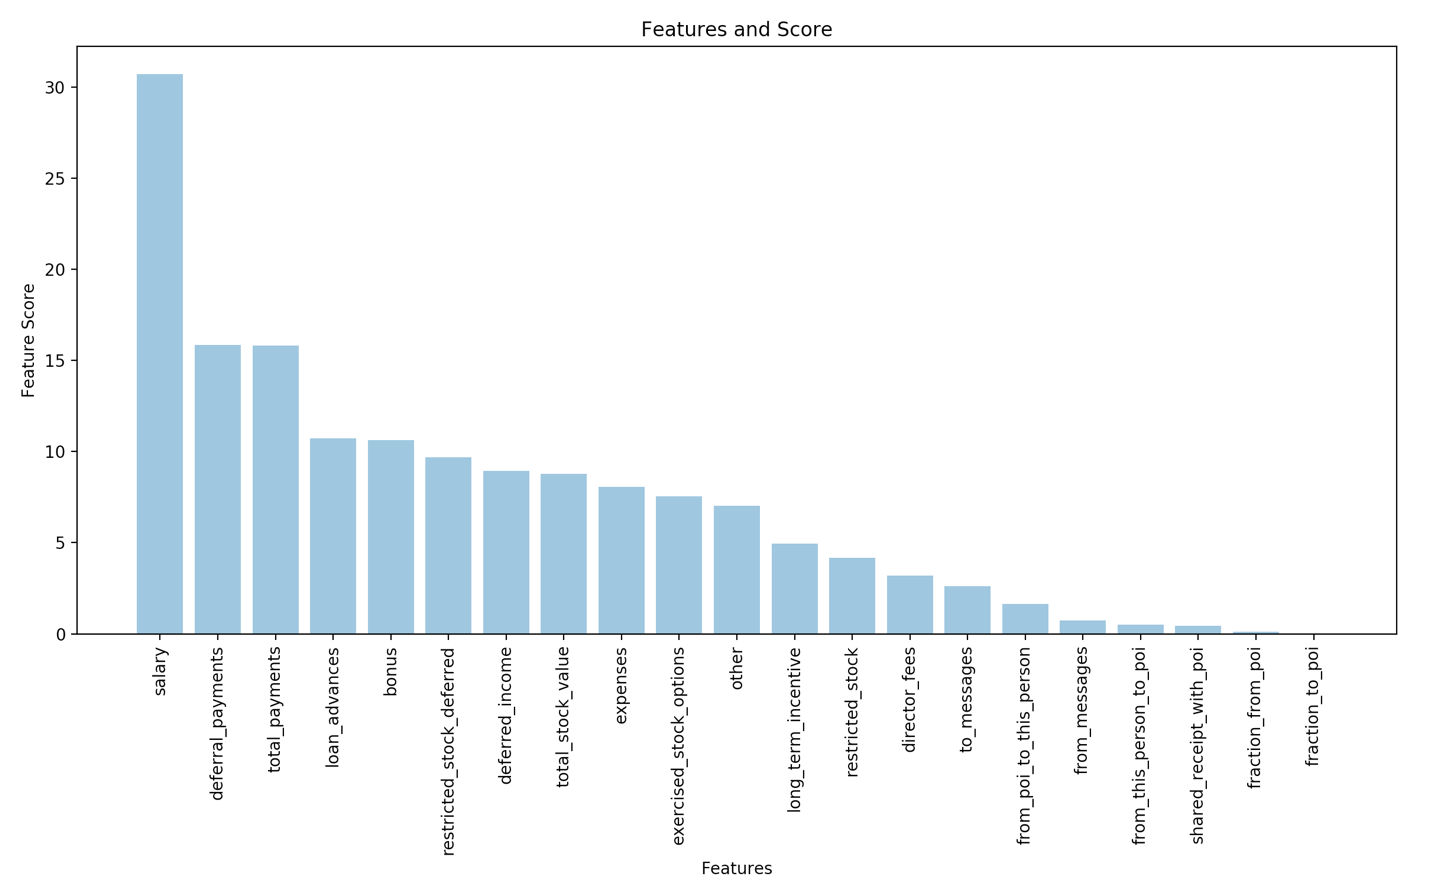 Features and Score
Feature Score
30
25
20
15
10
5
0
salary
deferral_payments
total_payments
loan_advances
bonus
restricted_stock_deferred
deferred_income
total_stock_value
expenses
exercised_stock_options
other
long_term_incentive
restricted_stock
director_fees
to_messages
from_poi_to_this_person
from_messages
from_this_person_to_poi
shared_receipt_with_poi
fraction_from_poi
fraction_to_poi
Features